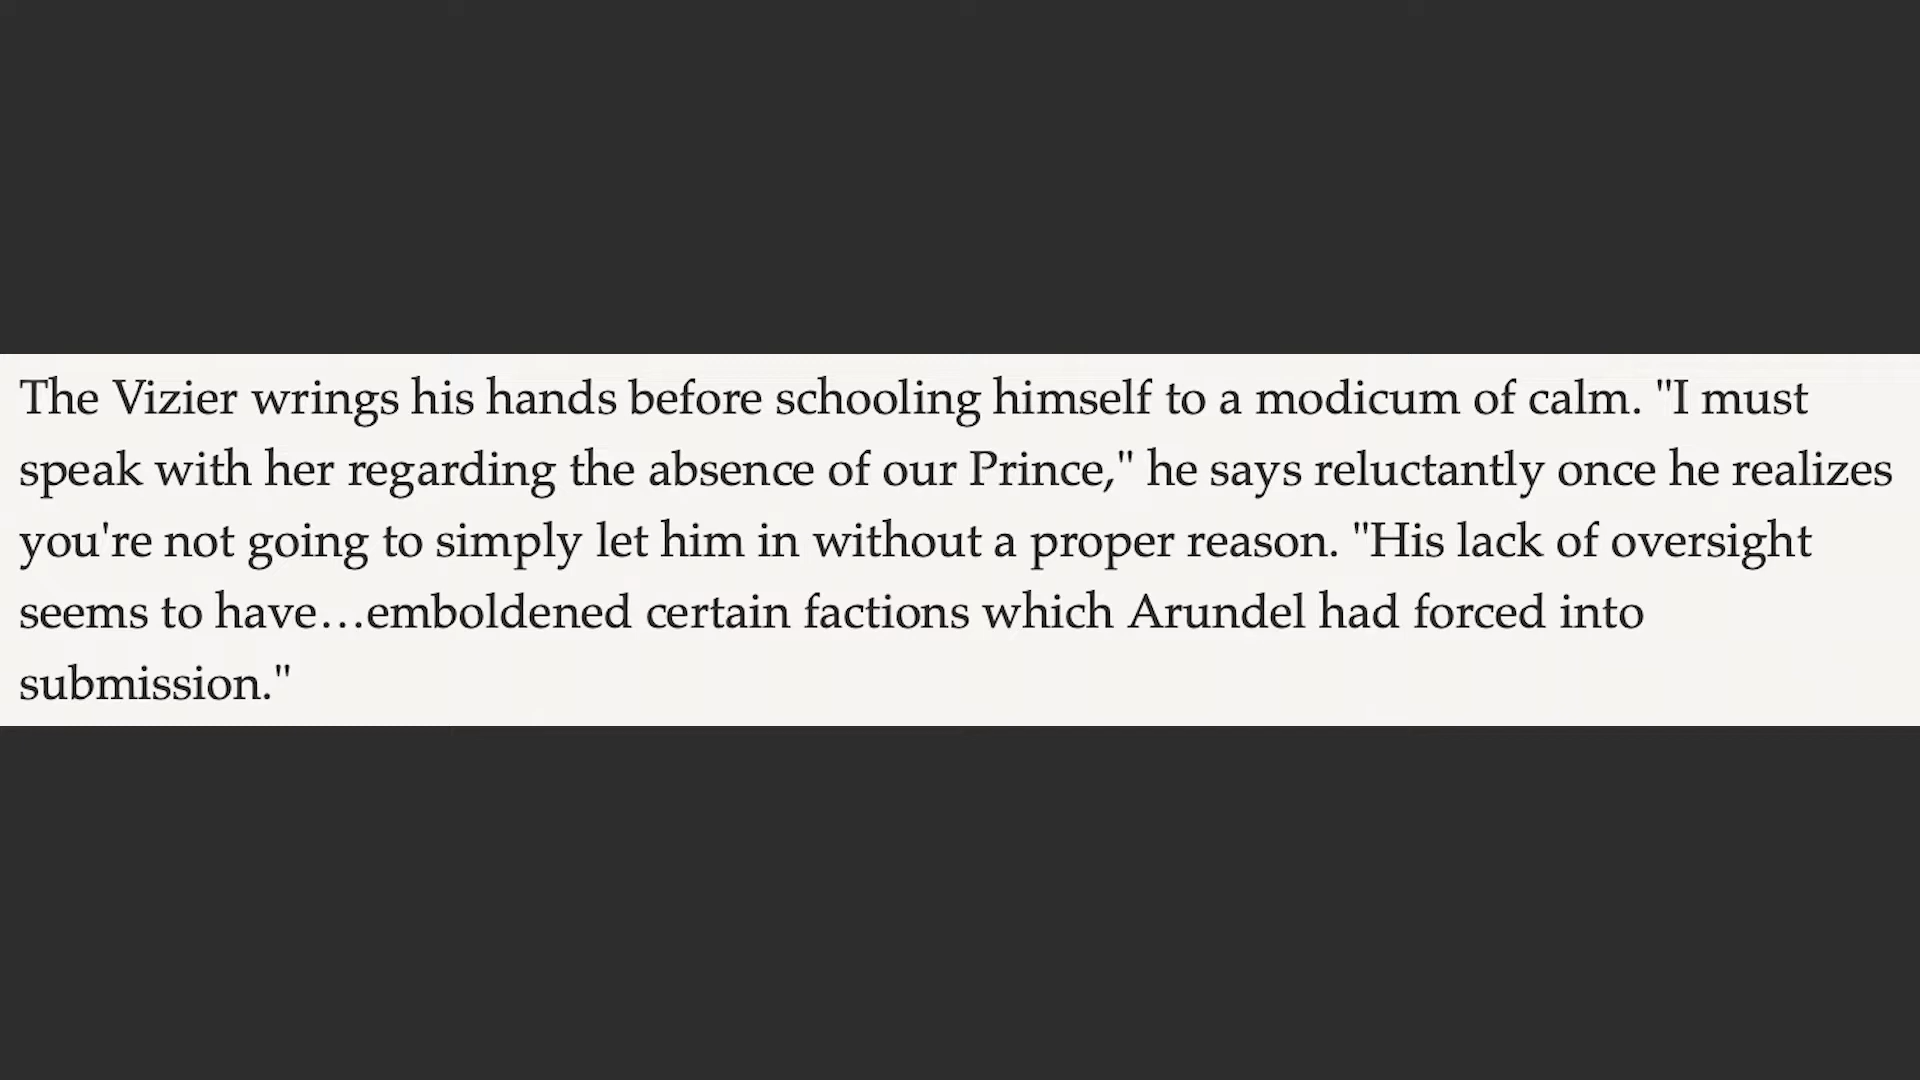 The Vizier wrings his hands before schooling himself to a modicum of calm. "I must
speak with her regarding the absence of our Prince," he says reluctantly once he realizes
you're not going to simply let him in without a proper reason. "His lack of oversight
seems to have…emboldened certain factions which Arundel had forced into
submission."